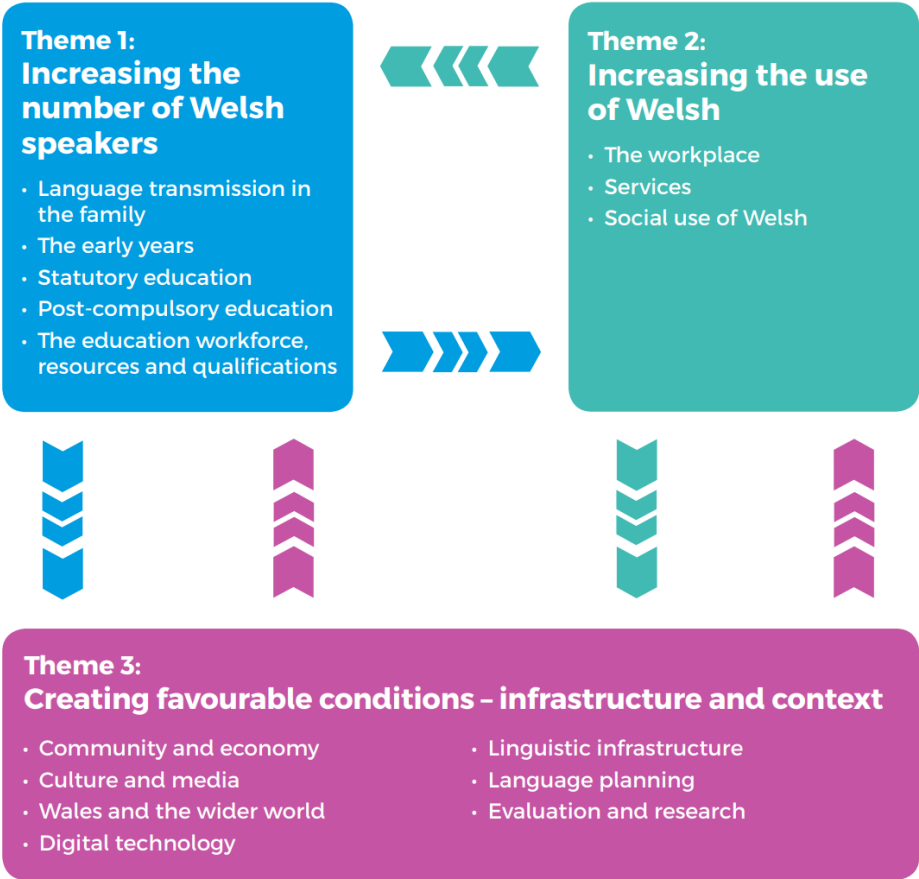 Theme 1:
Increasing the
number of Welsh
speakers
• Language transmission in
the family
• The early years
• Statutory education
• Post-compulsory education
• The education workforce,
resources and qualifications
Theme 2:
Increasing the use
of Welsh
• The workplace
• Services
• Social use of Welsh
Theme 3:
Creating favourable conditions – infrastructure and context
• Community and economy
• Culture and media
• Wales and the wider world
• Digital technology
• Linguistic infrastructure
• Language planning
• Evaluation and research